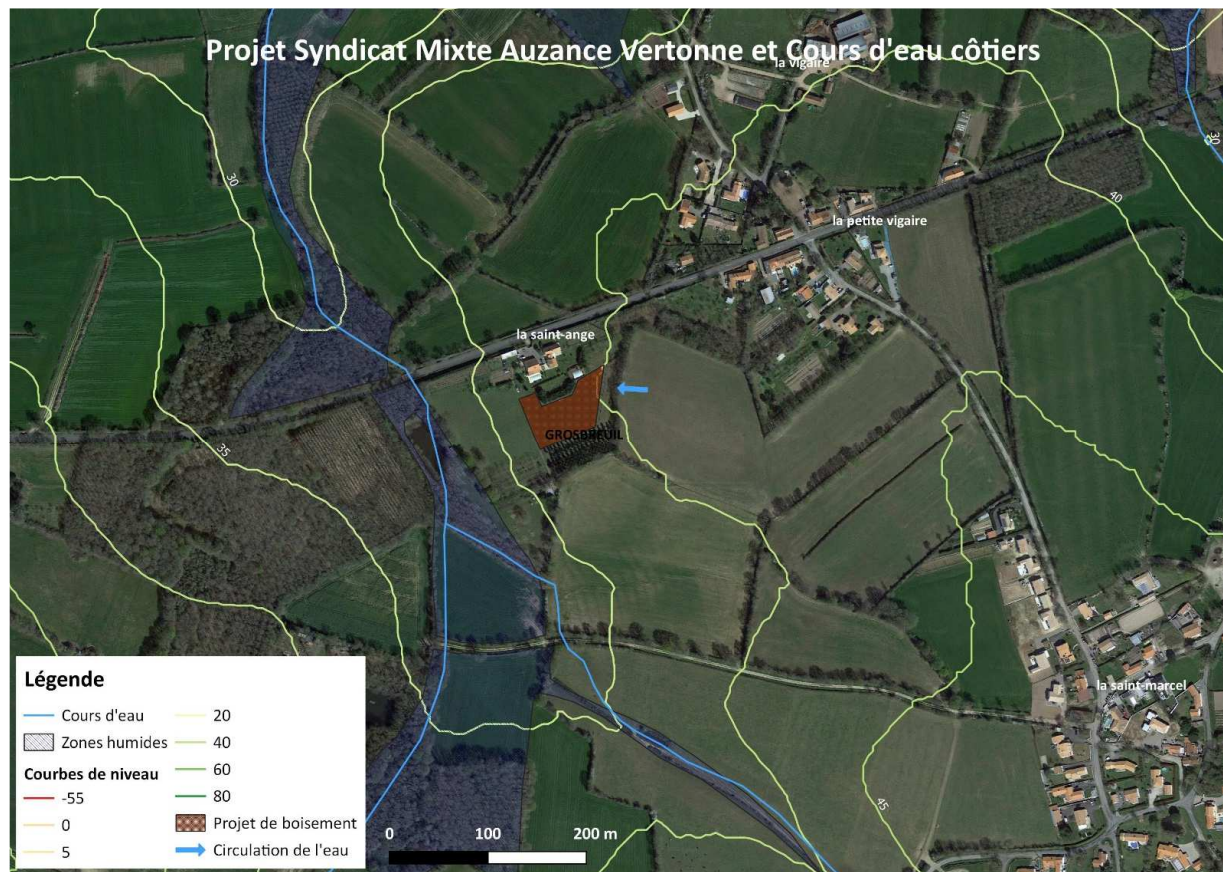 Projet Syndicat Mixte Auzance Vertonne et Cours d'eau côtiers
la vigaire
30
30
40
la petite vigaire
la saint-ange
GROSBREUIL
35
la saint-marcel
45
Légende
Cours d'eau
Zones humides
Courbes de niveau
-55
0
5
20
40
60
80
Projet de boisement
Circulation de l'eau
0 100 200 m